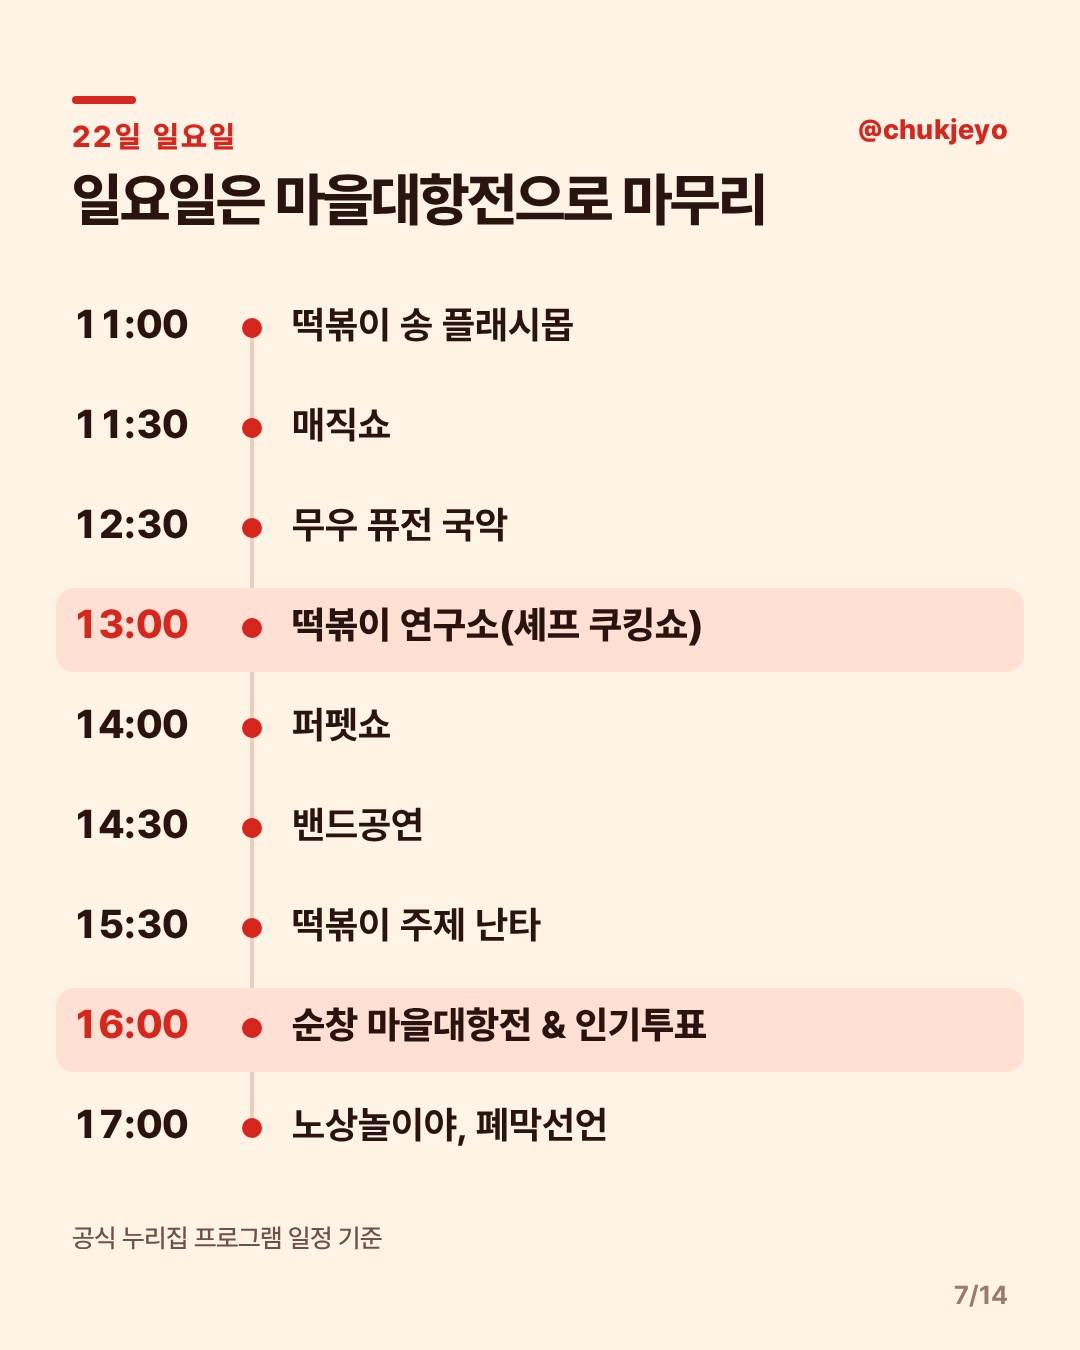 22일 일요일
@chukjeyo
일요일은 마을대항전으로 마무리
11:00 떡볶이 송 플래시몹
11:30 매직쇼
12:30 무우 퓨전 국악
13:00 떡볶이 연구소(셰프 쿠킹쇼)
14:00 퍼펫쇼
14:30 밴드공연
15:30 떡볶이 주제 난타
16:00 순창 마을대항전 & 인기투표
17:00 노상놀이야, 폐막선언
공식 누리집 프로그램 일정 기준
7/14